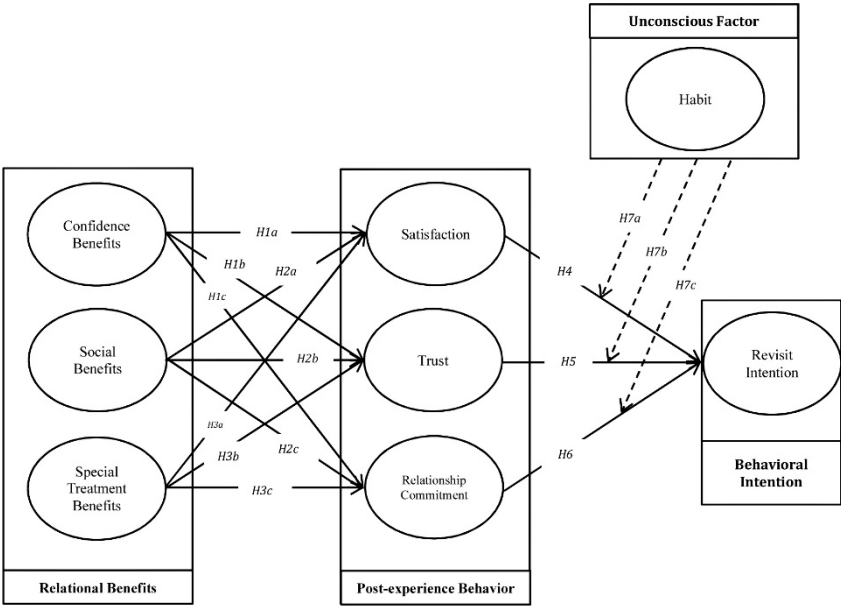 Unconscious Factor
Habit
H7a
H7b
H7c
Confidence
Benefits
Social
Benefits
Special
Treatment
Benefits
Relational Benefits
H1a
H1b
H2a
H1c
H2b
H3a
H3b
H2c
H3c
Satisfaction
Trust
Relationship
Commitment
Post-experience Behavior
H4
H5
H6
Revisit
Intention
Behavioral
Intention